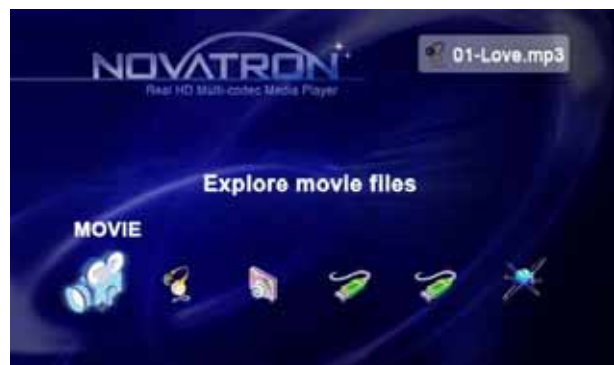 NOVATRON
Real HD Multi-codec Media Player
01-Love.mp3
Explore movie files
MOVIE